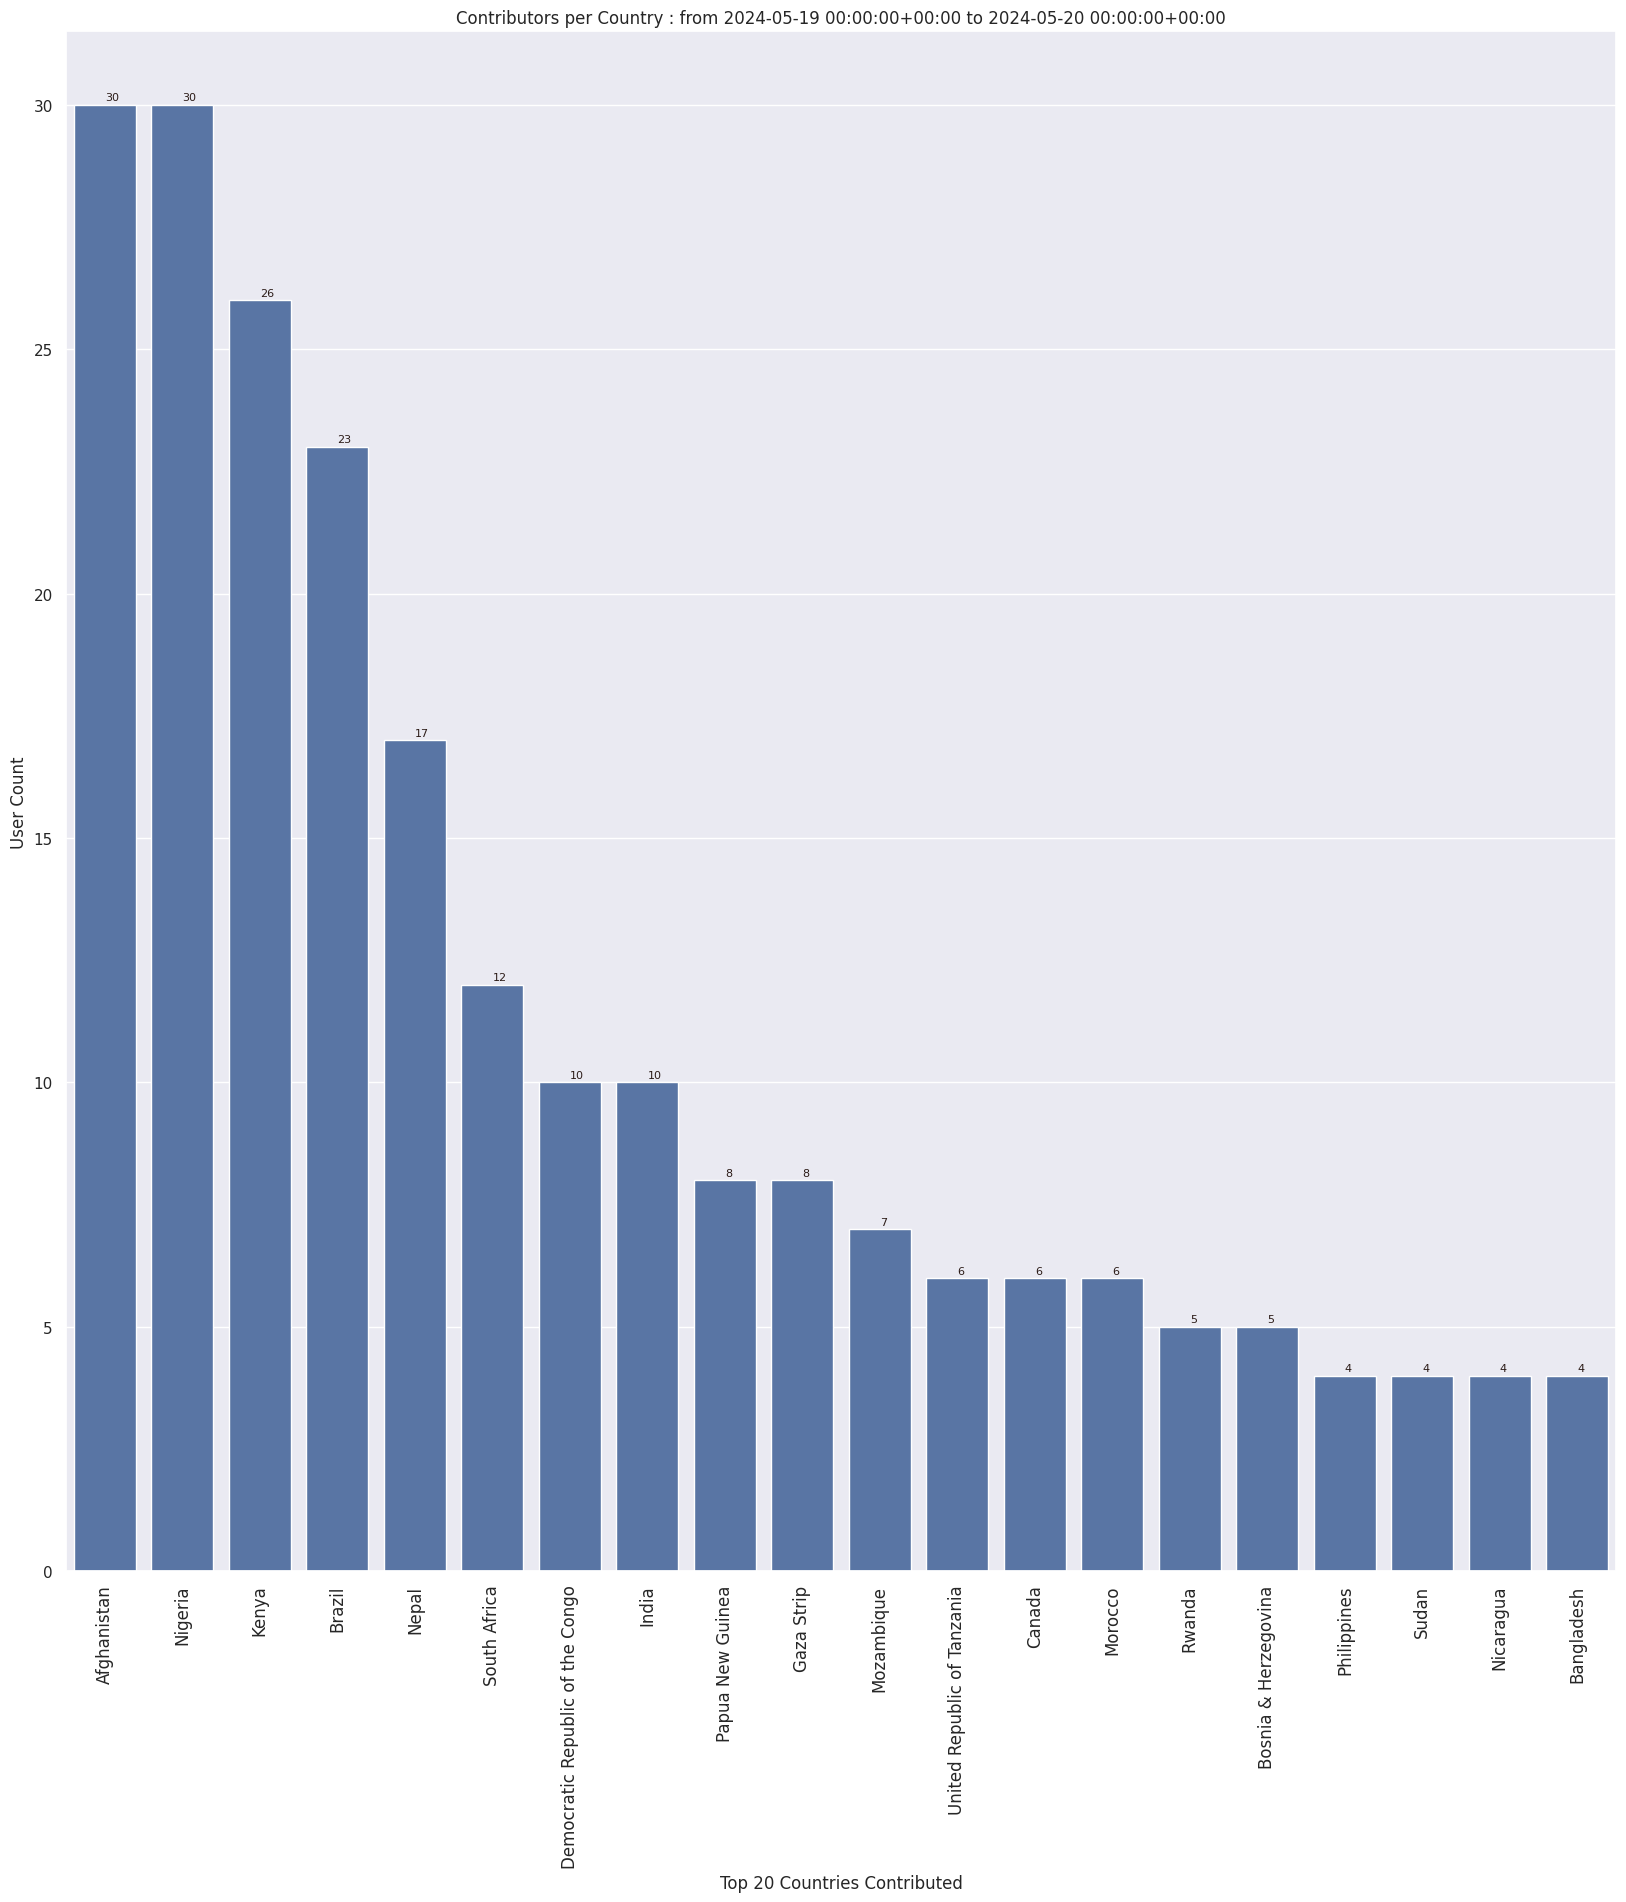 Contributors per Country : from 2024-05-19 00:00:00+00:00 to 2024-05-20 00:00:00+00:00
User Count
30
25
20
15
10
5
0
30
30
26
23
17
12
10
10
8
8
7
6
6
6
5
5
4
4
4
4
Afghanistan
Nigeria
Kenya
Brazil
Nepal
South Africa
Democratic Republic of the Congo
India
Papua New Guinea
Gaza Strip
Mozambique
United Republic of Tanzania
Canada
Morocco
Rwanda
Bosnia & Herzegovina
Philippines
Sudan
Nicaragua
Bangladesh
Top 20 Countries Contributed